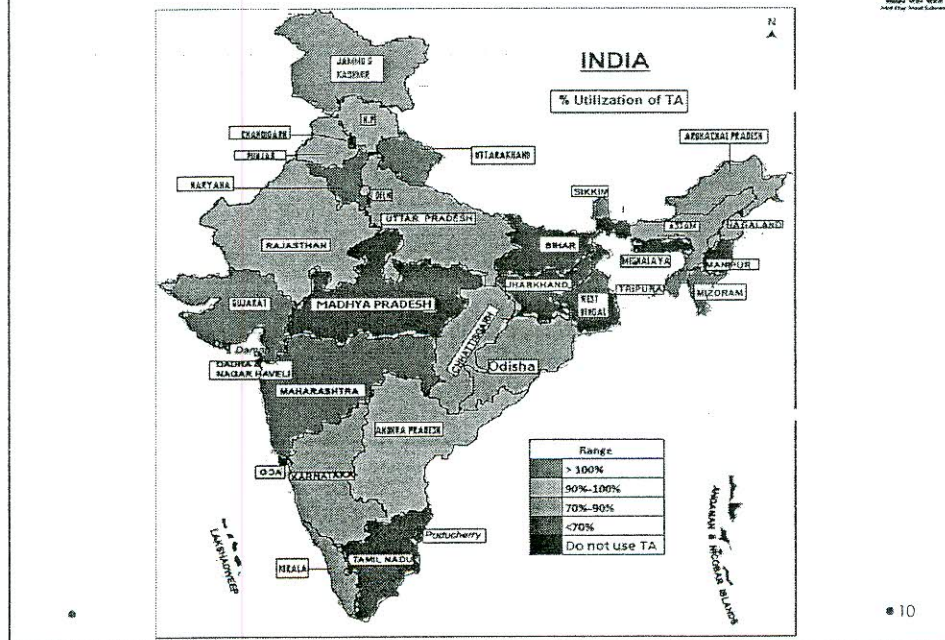 N
INDIA
% Utilization of TA
JAMMU &
KASHMIR
H.P
CHANDIGARH
PUNJAB
UTTARAKHAND
ARUNACHAL PRADESH
HARYANA
DELHI
SIKKIM
UTTAR PRADESH
ASSAM
NAGALAND
RAJASTHAN
BIHAR
MEGHALAYA
MANIPUR
JHARKHAND
TRIPURA
MIZORAM
GUJARAT
MADHYA PRADESH
WEST
BENGAL
CHHATTISGARH
Daman
Odisha
DADRA &
NAGAR HAVELI
MAHARASHTRA
ANDHRA PRADESH
Range
> 100%
90%-100%
70%-90%
<70%
Do not use TA
GOA
KARNATAKA
Puducherry
LAKSHADWEEP
KERALA
TAMIL NADU
ANDAMAN & NICOBAR ISLANDS
10